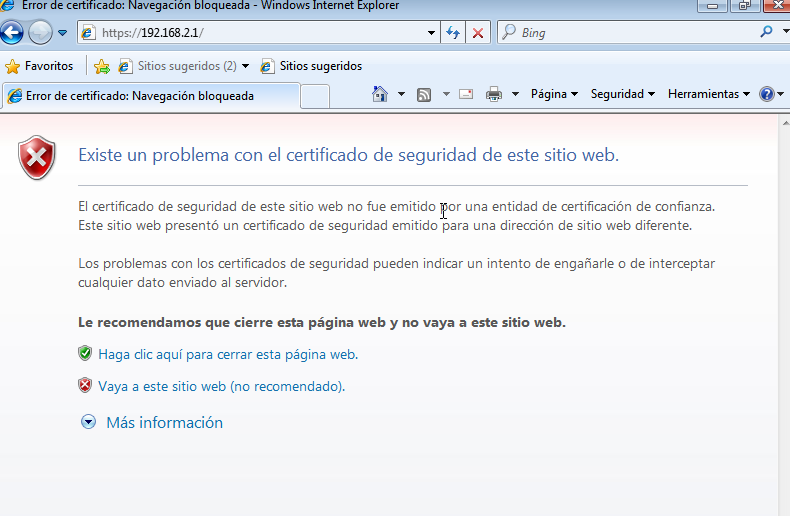 Error de certificado: Navegación bloqueada - Windows Internet Explorer
https://192.168.2.1/
Bing
Favoritos
Sitios sugeridos (2)
Sitios sugeridos
Error de certificado: Navegación bloqueada
Página
Seguridad
Herramientas
Existe un problema con el certificado de seguridad de este sitio web.
El certificado de seguridad de este sitio web no fue emitido por una entidad de certificación de confianza.
Este sitio web presentó un certificado de seguridad emitido para una dirección de sitio web diferente.
Los problemas con los certificados de seguridad pueden indicar un intento de engañarle o de interceptar
cualquier dato enviado al servidor.
Le recomendamos que cierre esta página web y no vaya a este sitio web.
Haga clic aquí para cerrar esta página web.
Vaya a este sitio web (no recomendado).
Más información